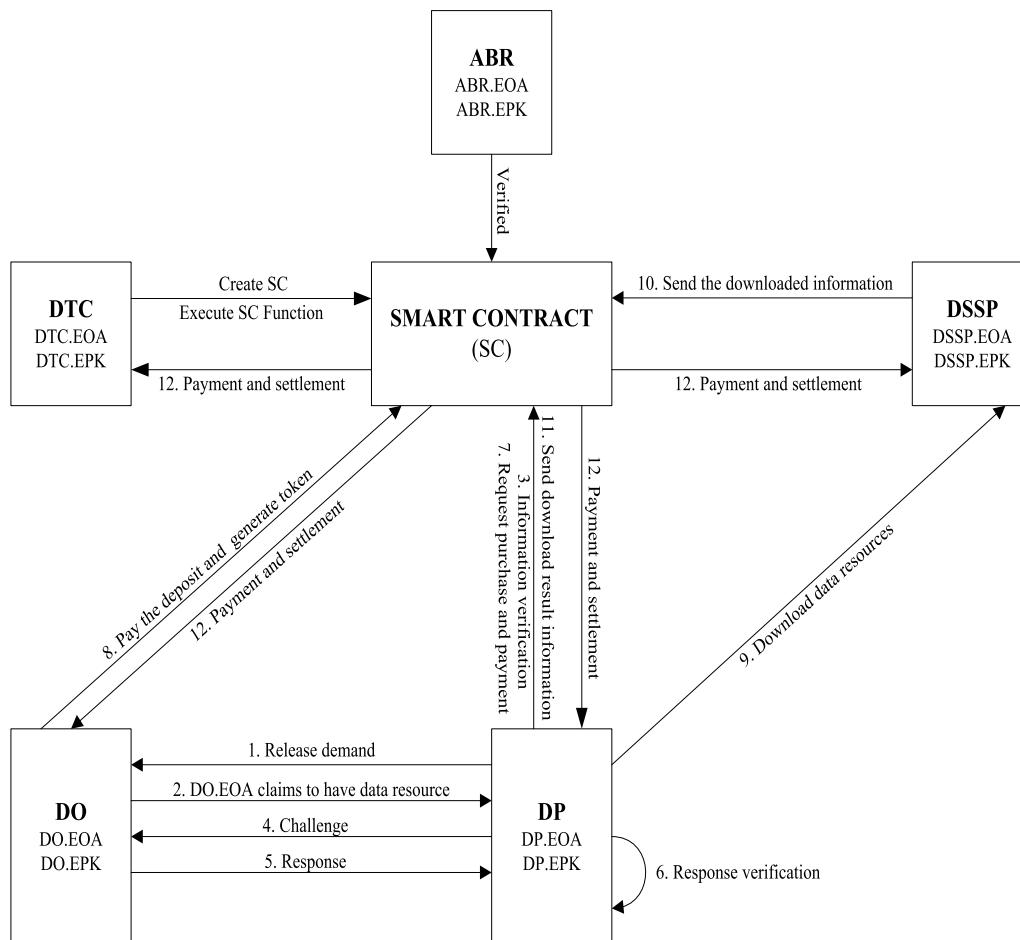 ABR
ABR.EOA
ABR.EPK
Verified
DTC
DTC.EOA
DTC.EPK
Create SC
Execute SC Function
12. Payment and settlement
SMART CONTRACT
(SC)
10. Send the downloaded information
12. Payment and settlement
DSSP
DSSP.EOA
DSSP.EPK
8. Pay the deposit and generate token
12. Payment and settlement
7. Request purchase and payment
3. Information verification
11. Send download result information
12. Payment and settlement
9. Download data resources
DO
DO.EOA
DO.EPK
1. Release demand
2. DO.EOA claims to have data resource
4. Challenge
5. Response
DP
DP.EOA
DP.EPK
6. Response verification